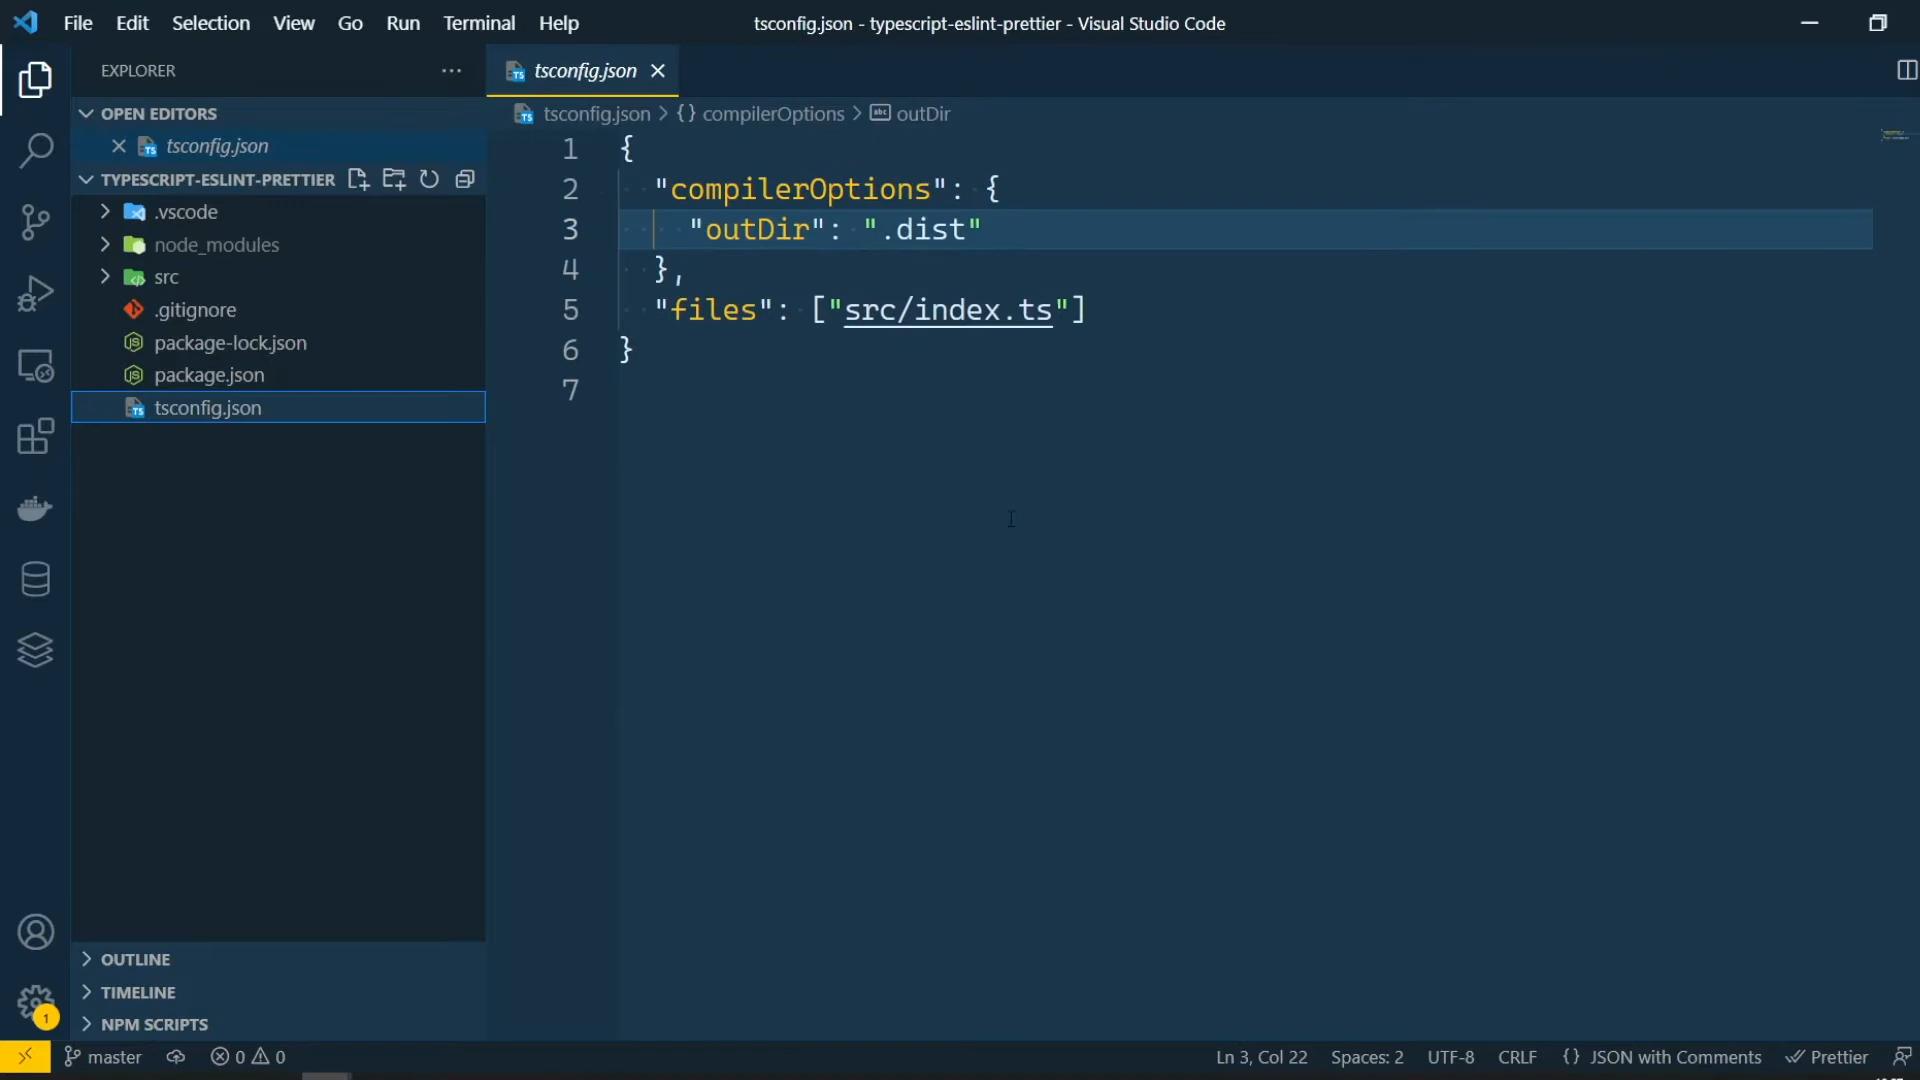 File Edit Selection View Go Run Terminal Help
tsconfig.json - typescript-eslint-prettier - Visual Studio Code
EXPLORER
OPEN EDITORS
tsconfig.json
TYPESCRIPT-ESLINT-PRETTIER
.vscode
node_modules
src
.gitignore
package-lock.json
package.json
tsconfig.json
OUTLINE
TIMELINE
NPM SCRIPTS
tsconfig.json
tsconfig.json > {} compilerOptions > abc outDir
1 {
2 "compilerOptions": {
3 "outDir": ".dist"
4 },
5 "files": ["src/index.ts"]
6 }
7
1
master 0 0
Ln 3, Col 22 Spaces: 2 UTF-8 CRLF {} JSON with Comments Prettier